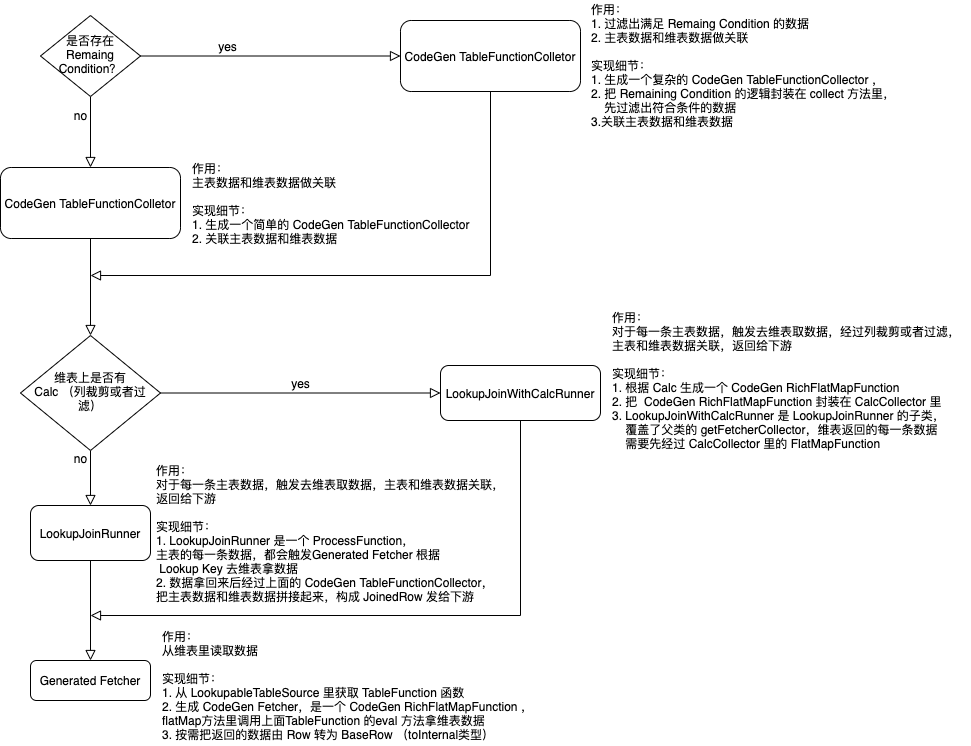 是否存在
Remaing
Condition?
yes
CodeGen TableFunctionColletor
作用：
1. 过滤出满足 Remaing Condition 的数据
2. 主表数据和维表数据做关联
实现细节：
1. 生成一个复杂的 CodeGen TableFunctionCollector ，
2. 把 Remaining Condition 的逻辑封装在 collect 方法里，
先过滤出符合条件的数据
3.关联主表数据和维表数据
no
CodeGen TableFunctionColletor
作用：
主表数据和维表数据做关联
实现细节：
1. 生成一个简单的 CodeGen TableFunctionCollector
2. 关联主表数据和维表数据
维表上是否有
Calc （列裁剪或者过
滤）
yes
LookupJoinWithCalcRunner
作用：
对于每一条主表数据，触发去维表取数据，经过列裁剪或者过滤，
主表和维表数据关联，返回给下游
实现细节：
1. 根据 Calc 生成一个 CodeGen RichFlatMapFunction
2. 把 CodeGen RichFlatMapFunction 封装在 CalcCollector 里
3. LookupJoinWithCalcRunner 是 LookupJoinRunner 的子类，
覆盖了父类的 getFetcherCollector，维表返回的每一条数据
需要先经过 CalcCollector 里的 FlatMapFunction
no
LookupJoinRunner
作用：
对于每一条主表数据，触发去维表取数据，主表和维表数据关联，
返回给下游
实现细节：
1. LookupJoinRunner 是一个 ProcessFunction，
主表的每一条数据，都会触发Generated Fetcher 根据
Lookup Key 去维表拿数据
2. 数据拿回来后经过上面的 CodeGen TableFunctionCollector，
把主表数据和维表数据拼接起来，构成 JoinedRow 发给下游
Generated Fetcher
作用：
从维表里读取数据
实现细节：
1. 从 LookupableTableSource 里获取 TableFunction 函数
2. 生成 CodeGen Fetcher，是一个 CodeGen RichFlatMapFunction ，
flatMap方法里调用上面TableFunction 的eval 方法拿维表数据
3. 按需把返回的数据由 Row 转为 BaseRow （toInternal类型）